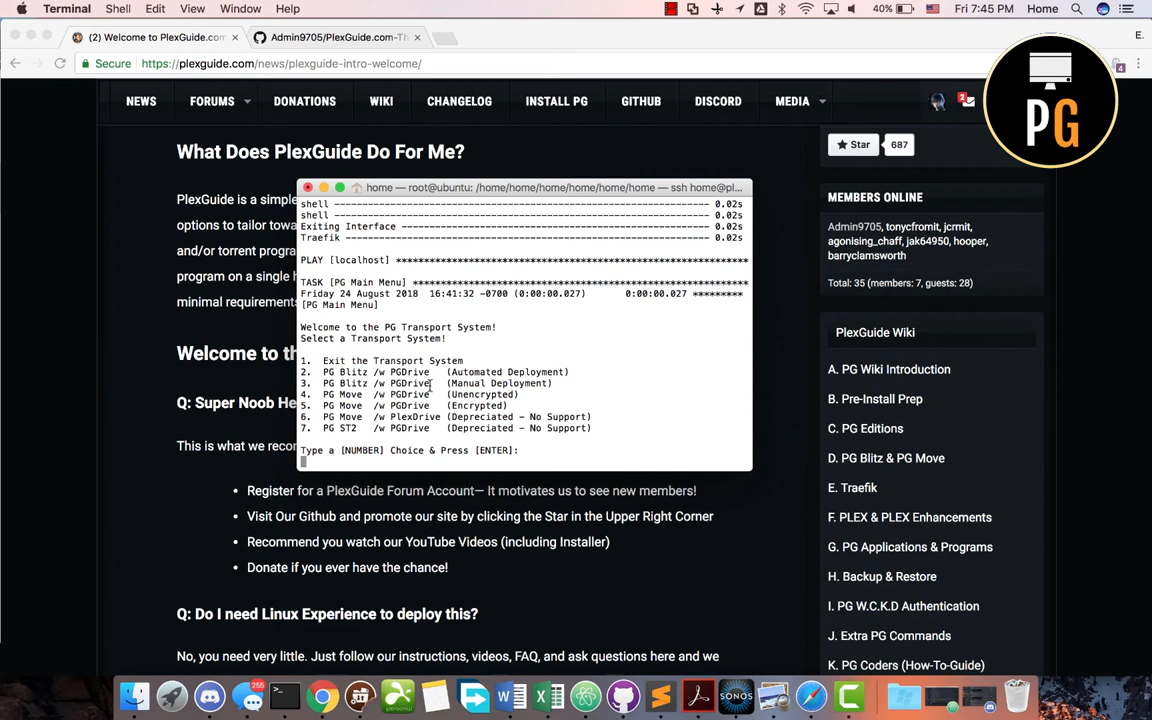 Terminal Shell Edit View Window Help 40% Fri 7:45 PM Home
(2) Welcome to PlexGuide.com Admin9705/PlexGuide.com-Th E.
Secure https://plexguide.com/news/plexguide-intro-welcome/ 4
NEWS FORUMS DONATIONS WIKI CHANGELOG INSTALL PG GITHUB DISCORD MEDIA 2
PG
What Does PlexGuide Do For Me?
PlexGuide is a simple
options to tailor towa
and/or torrent progra
program on a single h
minimal requirements
Welcome to th
Q: Super Noob He
This is what we recor
home — root@ubuntu: /home/home/home/home/home/home — ssh home@pl...
shell ---------------------------------------------------------------- 0.02s
shell ---------------------------------------------------------------- 0.02s
Exiting Interface ---------------------------------------------------- 0.02s
Traefik -------------------------------------------------------------- 0.02s
PLAY [localhost] ***************************************************************
TASK [PG Main Menu] ************************************************************
Friday 24 August 2018 16:41:32 -0700 (0:00:00.027) 0:00:00.027 *********
[PG Main Menu]
Welcome to the PG Transport System!
Select a Transport System!
1. Exit the Transport System
2. PG Blitz /w PGDrive (Automated Deployment)
3. PG Blitz /w PGDrive (Manual Deployment)
4. PG Move /w PGDrive (Unencrypted)
5. PG Move /w PGDrive (Encrypted)
6. PG Move /w PlexDrive (Depreciated - No Support)
7. PG ST2 /w PGDrive (Depreciated - No Support)
Type a [NUMBER] Choice & Press [ENTER]:
• Register for a PlexGuide Forum Account— It motivates us to see new members!
• Visit Our Github and promote our site by clicking the Star in the Upper Right Corner
• Recommend you watch our YouTube Videos (including Installer)
• Donate if you ever have the chance!
Q: Do I need Linux Experience to deploy this?
No, you need very little. Just follow our instructions, videos, FAQ, and ask questions here and we
Star 687
MEMBERS ONLINE
Admin9705, tonycfromit, jcrmit,
agonising_chaff, jak64950, hooper,
barryclamsworth
Total: 35 (members: 7, guests: 28)
PlexGuide Wiki
A. PG Wiki Introduction
B. Pre-Install Prep
C. PG Editions
D. PG Blitz & PG Move
E. Traefik
F. PLEX & PLEX Enhancements
G. PG Applications & Programs
H. Backup & Restore
I. PG W.C.K.D Authentication
J. Extra PG Commands
K. PG Coders (How-To-Guide)
255
SONOS